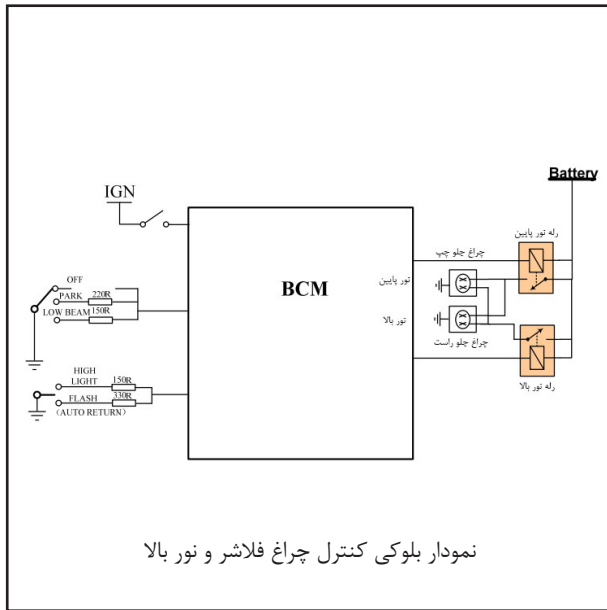 Battery
IGN
رله نور پایین
چراغ جلو چپ
OFF
PARK
220R
LOW BEAM
150R
BCM
نور پایین
نور بالا
چراغ جلو راست
HIGH
LIGHT
150R
FLASH
330R
(AUTO RETURN)
رله نور بالا
نمودار بلوکی کنترل چراغ فلاشر و نور بالا